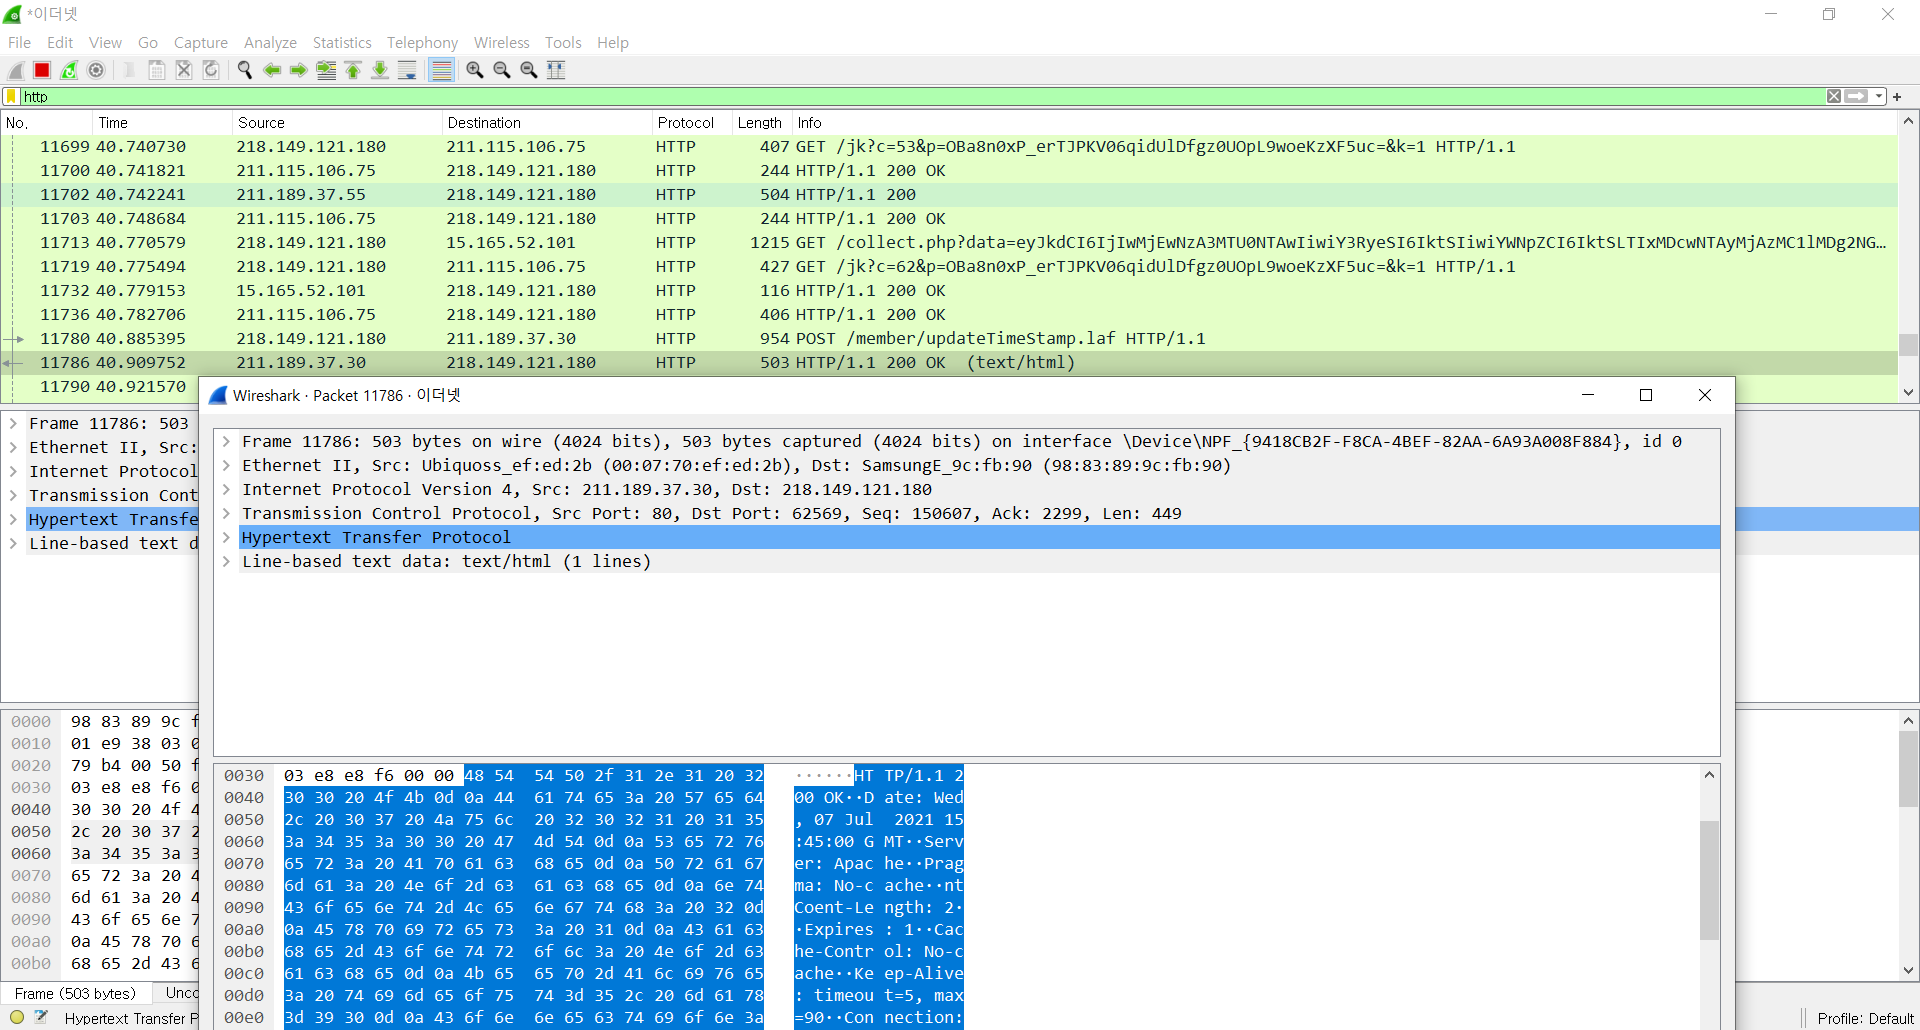 *이더넷
File Edit View Go Capture Analyze Statistics Telephony Wireless Tools Help
http
No. Time Source Destination Protocol Length Info
11699 40.740730 218.149.121.180 211.115.106.75 HTTP 407 GET /jk?c=53&p=OBa8n0xP_erTJPKV06qidUlDfgz0UOpL9woeKzXF5uc=&k=1 HTTP/1.1
11700 40.741821 211.115.106.75 218.149.121.180 HTTP 244 HTTP/1.1 200 OK
11702 40.742241 211.189.37.55 218.149.121.180 HTTP 504 HTTP/1.1 200
11703 40.748684 211.115.106.75 218.149.121.180 HTTP 244 HTTP/1.1 200 OK
11713 40.770579 218.149.121.180 15.165.52.101 HTTP 1215 GET /collect.php?data=eyJkdCI6IjIwMjEwNzA3MTU0NTAwIiwiY3RyeSI6IktSIiwiYWNpZCI6IktSLTIxMDcwNTAyMjAzMC1lMDg2NG…
11719 40.775494 218.149.121.180 211.115.106.75 HTTP 427 GET /jk?c=62&p=OBa8n0xP_erTJPKV06qidUlDfgz0UOpL9woeKzXF5uc=&k=1 HTTP/1.1
11732 40.779153 15.165.52.101 218.149.121.180 HTTP 116 HTTP/1.1 200 OK
11736 40.782706 211.115.106.75 218.149.121.180 HTTP 406 HTTP/1.1 200 OK
11780 40.885395 218.149.121.180 211.189.37.30 HTTP 954 POST /member/updateTimeStamp.laf HTTP/1.1
11786 40.909752 211.189.37.30 218.149.121.180 HTTP 503 HTTP/1.1 200 OK (text/html)
11790 40.921570
Frame 11786: 503
Ethernet II, Src:
Internet Protocol
Transmission Cont
Hypertext Transfe
Line-based text d
0000 98 83 89 9c f
0010 01 e9 38 03 0
0020 79 b4 00 50 f
0030 03 e8 e8 f6 0
0040 30 30 20 4f 4
0050 2c 20 30 37 2
0060 3a 34 35 3a 3
0070 65 72 3a 20 4
0080 6d 61 3a 20 4
0090 43 6f 65 6e 7
00a0 0a 45 78 70 6
00b0 68 65 2d 43 6
Frame (503 bytes) Unco
Hypertext Transfer P
Wireshark · Packet 11786 · 이더넷
Frame 11786: 503 bytes on wire (4024 bits), 503 bytes captured (4024 bits) on interface \Device\NPF_{9418CB2F-F8CA-4BEF-82AA-6A93A008F884}, id 0
Ethernet II, Src: Ubiquoss_ef:ed:2b (00:07:70:ef:ed:2b), Dst: SamsungE_9c:fb:90 (98:83:89:9c:fb:90)
Internet Protocol Version 4, Src: 211.189.37.30, Dst: 218.149.121.180
Transmission Control Protocol, Src Port: 80, Dst Port: 62569, Seq: 150607, Ack: 2299, Len: 449
Hypertext Transfer Protocol
Line-based text data: text/html (1 lines)
0030 03 e8 e8 f6 00 00 48 54 54 50 2f 31 2e 31 20 32 ······HT TP/1.1 2
0040 30 30 20 4f 4b 0d 0a 44 61 74 65 3a 20 57 65 64 00 OK··D ate: Wed
0050 2c 20 30 37 20 4a 75 6c 20 32 30 32 31 20 31 35 , 07 Jul 2021 15
0060 3a 34 35 3a 30 30 20 47 4d 54 0d 0a 53 65 72 76 :45:00 G MT··Serv
0070 65 72 3a 20 41 70 61 63 68 65 0d 0a 50 72 61 67 er: Apac he··Prag
0080 6d 61 3a 20 4e 6f 2d 63 61 63 68 65 0d 0a 6e 74 ma: No-c ache··nt
0090 43 6f 65 6e 74 2d 4c 65 6e 67 74 68 3a 20 32 0d Coent-Le ngth: 2·
00a0 0a 45 78 70 69 72 65 73 3a 20 31 0d 0a 43 61 63 ·Expires : 1··Cac
00b0 68 65 2d 43 6f 6e 74 72 6f 6c 3a 20 4e 6f 2d 63 he-Contr ol: No-c
00c0 61 63 68 65 0d 0a 4b 65 65 70 2d 41 6c 69 76 65 ache··Ke ep-Alive
00d0 3a 20 74 69 6d 65 6f 75 74 3d 35 2c 20 6d 61 78 : timeou t=5, max
00e0 3d 39 30 0d 0a 43 6f 6e 6e 65 63 74 69 6f 6e 3a =90··Con nection:
Profile: Default